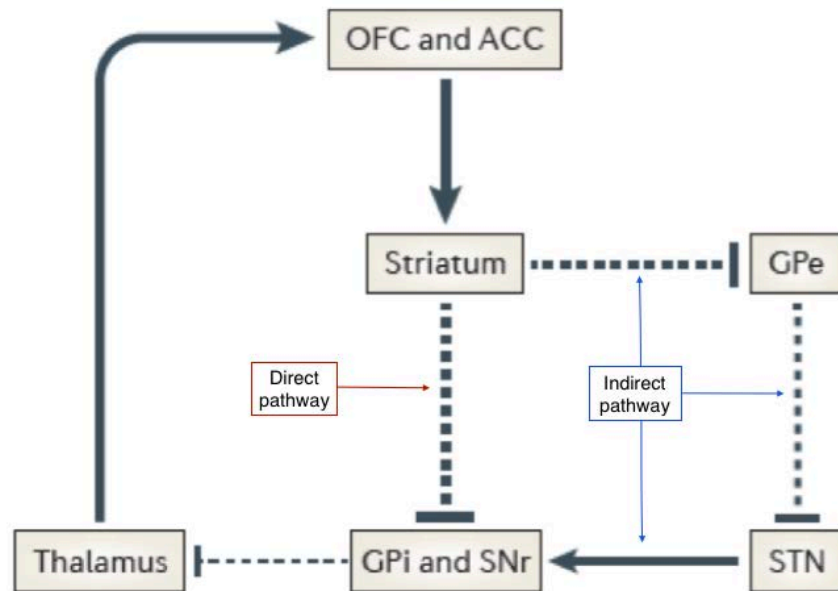 OFC and ACC
Striatum
GPe
Direct
pathway
Indirect
pathway
Thalamus
GPi and SNr
STN